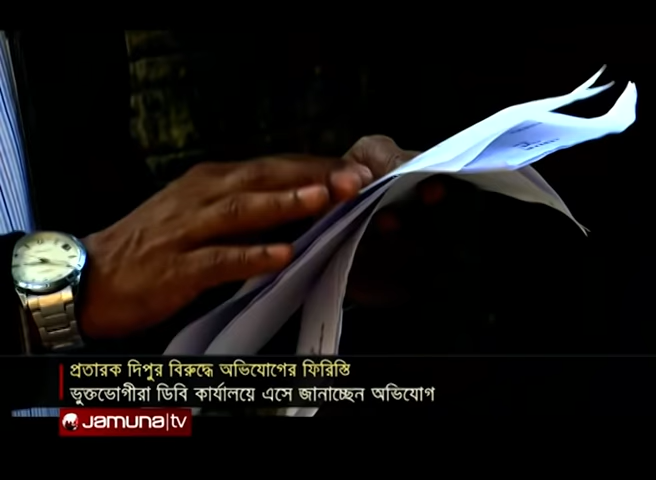 প্রতারক দিপুর বিরুদ্ধে অভিযোগের ফিরিস্তি
ভুক্তভোগীরা ডিবি কার্যালয়ে এসে জানাচ্ছেন অভিযোগ
Jamuna|tv